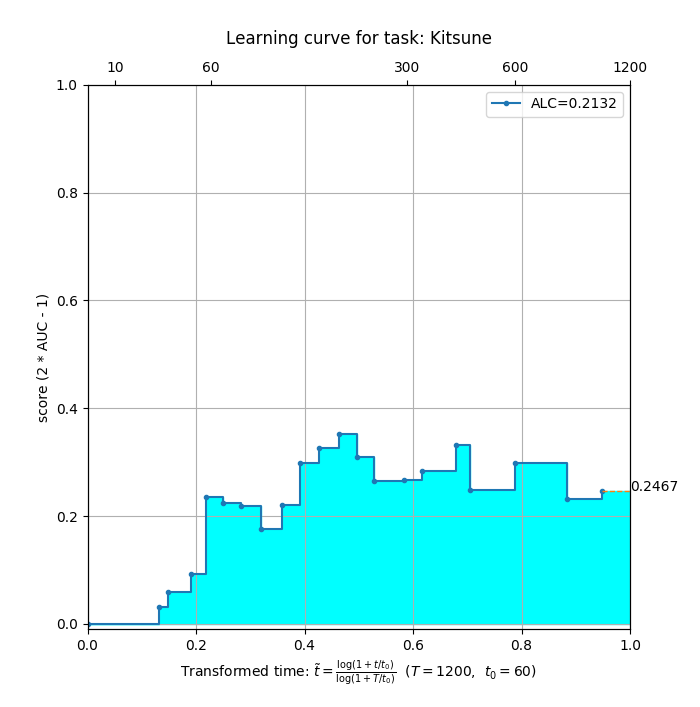 Learning curve for task: Kitsune
10 60 300 600 1200
1.0
ALC=0.2132
0.8
0.6
score (2 * AUC - 1)
0.4
0.2467
0.2
0.0
0.0 0.2 0.4 0.6 0.8 1.0
Transformed time: t̃ = log(1 + t/t₀) / log(1 + T/t₀) (T = 1200, t₀ = 60)